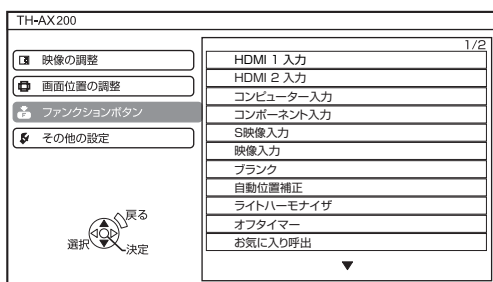 TH-AX200
映像の調整
画面位置の調整
ファンクションボタン
その他の設定
戻る
選択
決定
1/2
HDMI 1 入力
HDMI 2 入力
コンピューター入力
コンポーネント入力
S映像入力
映像入力
ブランク
自動位置補正
ライトハーモナイザ
オフタイマー
お気に入り呼出